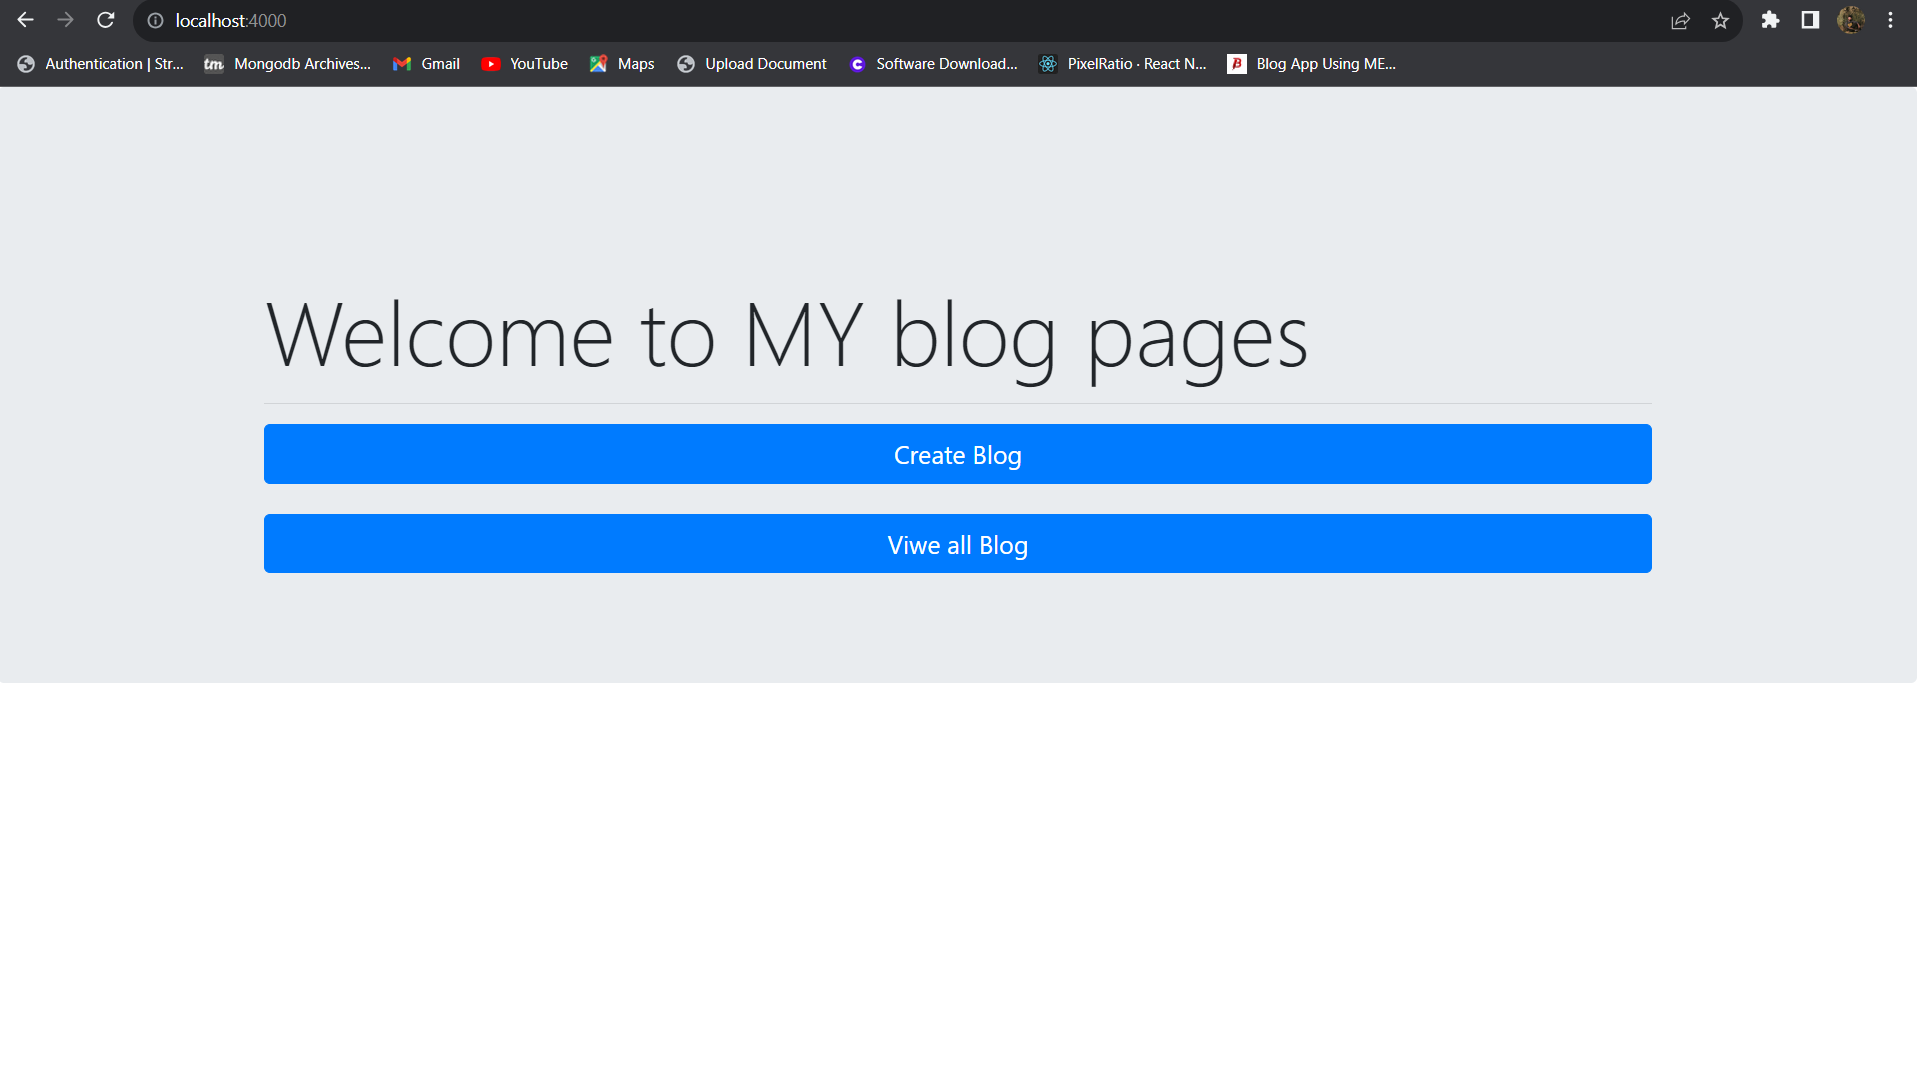 localhost:4000
Authentication | Str... tm Mongodb Archives... Gmail YouTube Maps Upload Document Software Download... PixelRatio · React N... Blog App Using ME...
Welcome to MY blog pages
Create Blog
Viwe all Blog